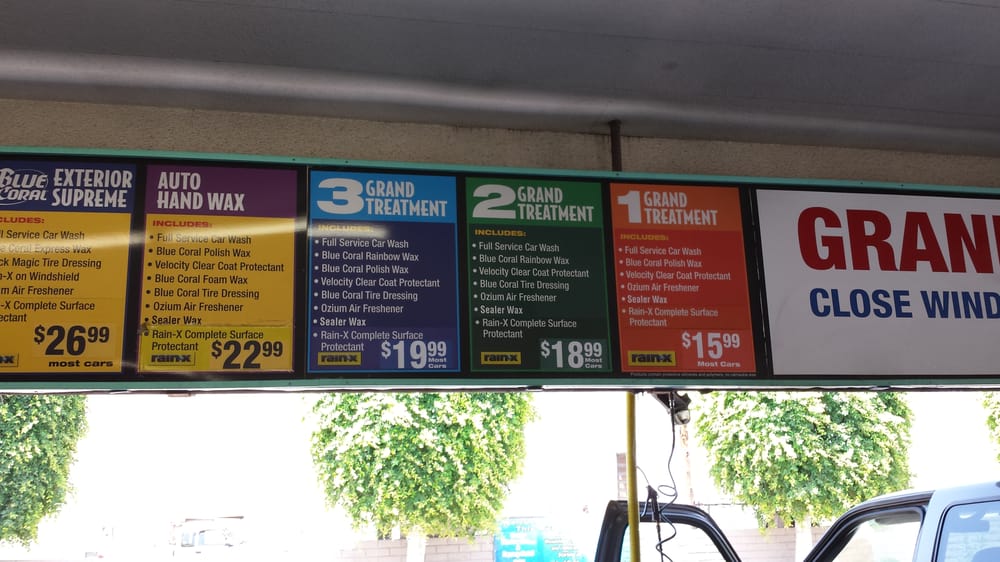 BLUE CORAL
EXTERIOR
SUPREME
CLUDES:
ll Service Car Wash
e Coral Express Wax
ck Magic Tire Dressing
n-X on Windshield
um Air Freshener
n-X Complete Surface
ectant
$26 99
most cars
AUTO
HAND WAX
INCLUDES:
• Full Service Car Wash
• Blue Coral Polish Wax
• Velocity Clear Coat Protectant
• Blue Coral Foam Wax
• Blue Coral Tire Dressing
• Ozium Air Freshener
• Sealer Wax
• Rain-X Complete Surface
Protectant
rain-x
$22 99
3 GRAND
TREATMENT
INCLUDES:
• Full Service Car Wash
• Blue Coral Rainbow Wax
• Blue Coral Polish Wax
• Velocity Clear Coat Protectant
• Blue Coral Tire Dressing
• Ozium Air Freshener
• Sealer Wax
• Rain-X Complete Surface
Protectant
rain-x
$19 99
Most
Cars
2 GRAND
TREATMENT
INCLUDES:
• Full Service Car Wash
• Blue Coral Rainbow Wax
• Velocity Clear Coat Protectant
• Blue Coral Tire Dressing
• Ozium Air Freshener
• Sealer Wax
• Rain-X Complete Surface
Protectant
rain-x
$18 99
Most
Cars
1 GRAND
TREATMENT
INCLUDES:
• Full Service Car Wash
• Blue Coral Polish Wax
• Velocity Clear Coat Protectant
• Ozium Air Freshener
• Sealer Wax
• Rain-X Complete Surface
Protectant
rain-x
$15 99
Most
Cars
GRAN
CLOSE WIND